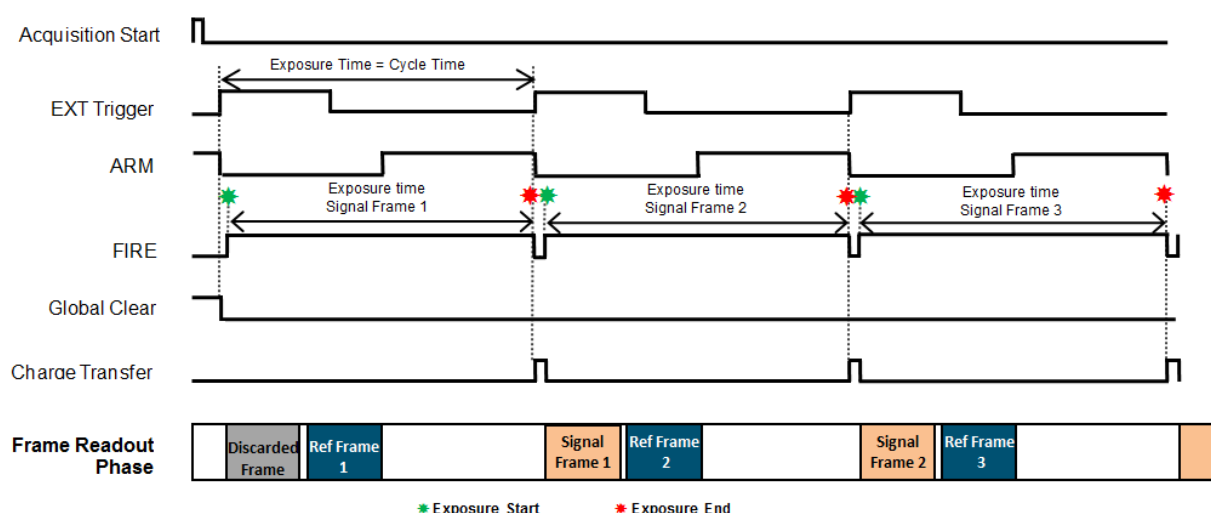 Acquisition Start
Exposure Time = Cycle Time
EXT Trigger
ARM
Exposure time
Signal Frame 1
Exposure time
Signal Frame 2
Exposure time
Signal Frame 3
FIRE
Global Clear
Charge Transfer
Frame Readout
Phase
Discarded
Frame
Ref Frame
1
Signal
Frame 1
Ref Frame
2
Signal
Frame 2
Ref Frame
3
Exposure Start
Exposure End